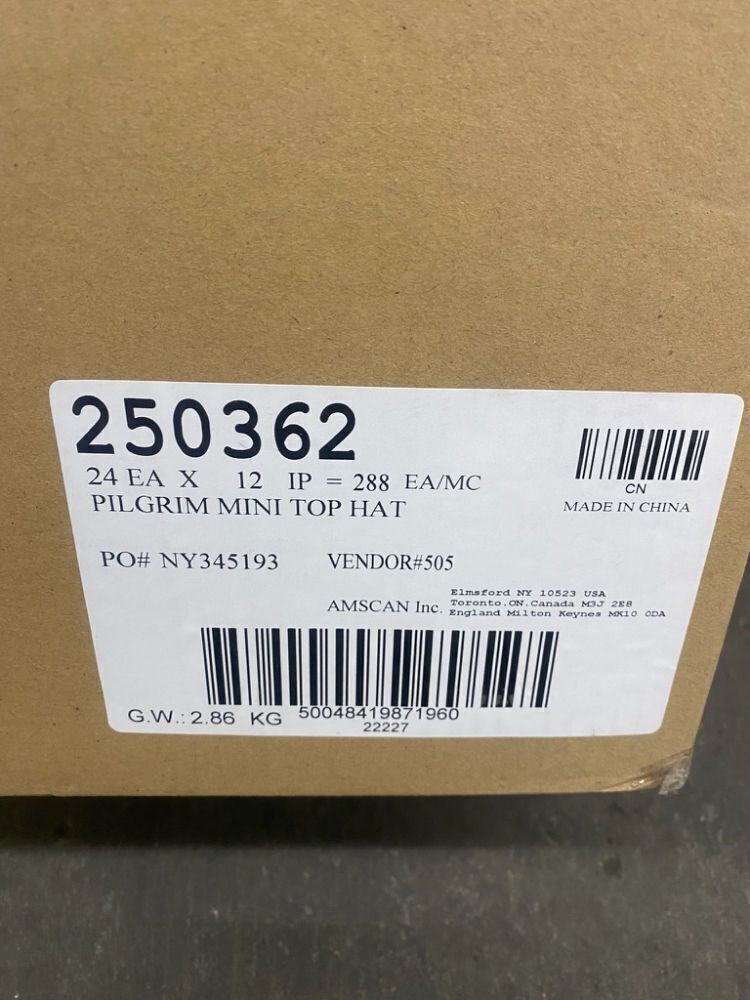 250362
24 EA X 12 IP = 288 EA/MC
PILGRIM MINI TOP HAT
CN
MADE IN CHINA
PO# NY345193 VENDOR#505
AMSCAN Inc.
Elmsford NY 10523 USA
Toronto.ON.Canada M3J 2E8
England Milton Keynes MK10 0DA
G.W.: 2.86 KG
50048419871960
22227